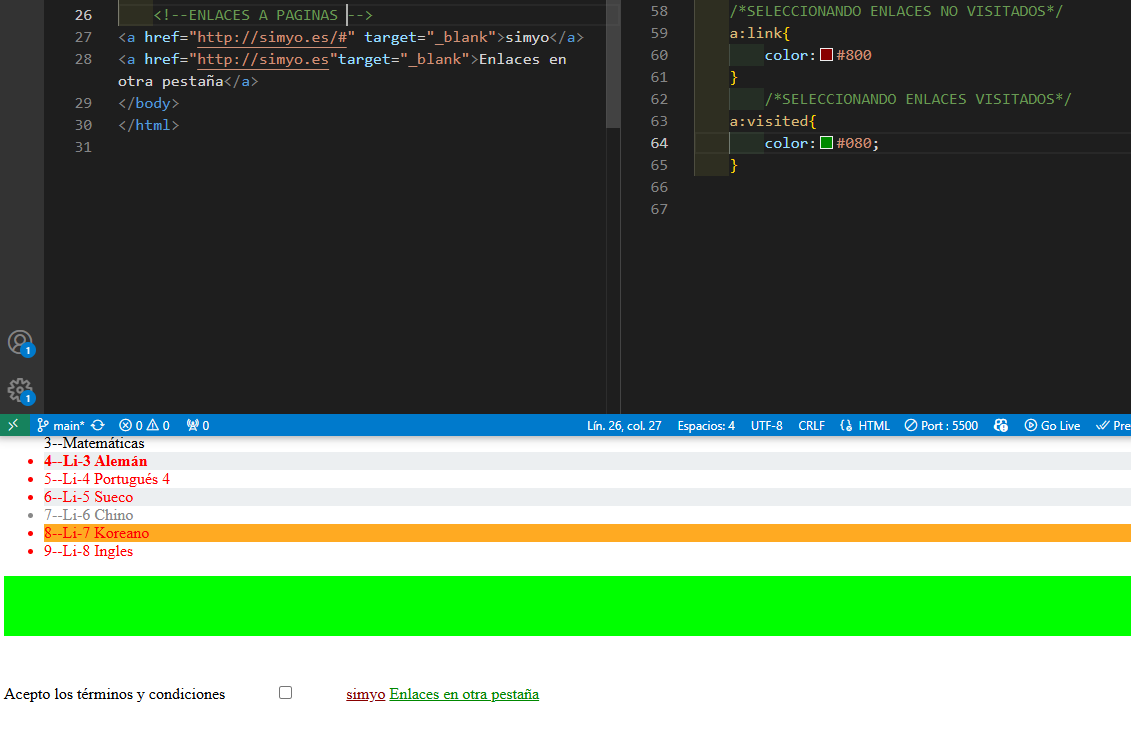 26 <!--ENLACES A PAGINAS -->
27 <a href="http://simyo.es/#" target="_blank">simyo</a>
28 <a href="http://simyo.es"target="_blank">Enlaces en
otra pestaña</a>
29 </body>
30 </html>
31
58 /*SELECCIONANDO ENLACES NO VISITADOS*/
59 a:link{
60 color:#800
61 }
62 /*SELECCIONANDO ENLACES VISITADOS*/
63 a:visited{
64 color:#080;
65 }
66
67
1
1
main* 0 0 0 Lín. 26, col. 27 Espacios: 4 UTF-8 CRLF HTML Port : 5500 Go Live Pre
3--Matemáticas
4--Li-3 Alemán
5--Li-4 Portugués 4
6--Li-5 Sueco
7--Li-6 Chino
8--Li-7 Koreano
9--Li-8 Ingles
Acepto los términos y condiciones simyo Enlaces en otra pestaña